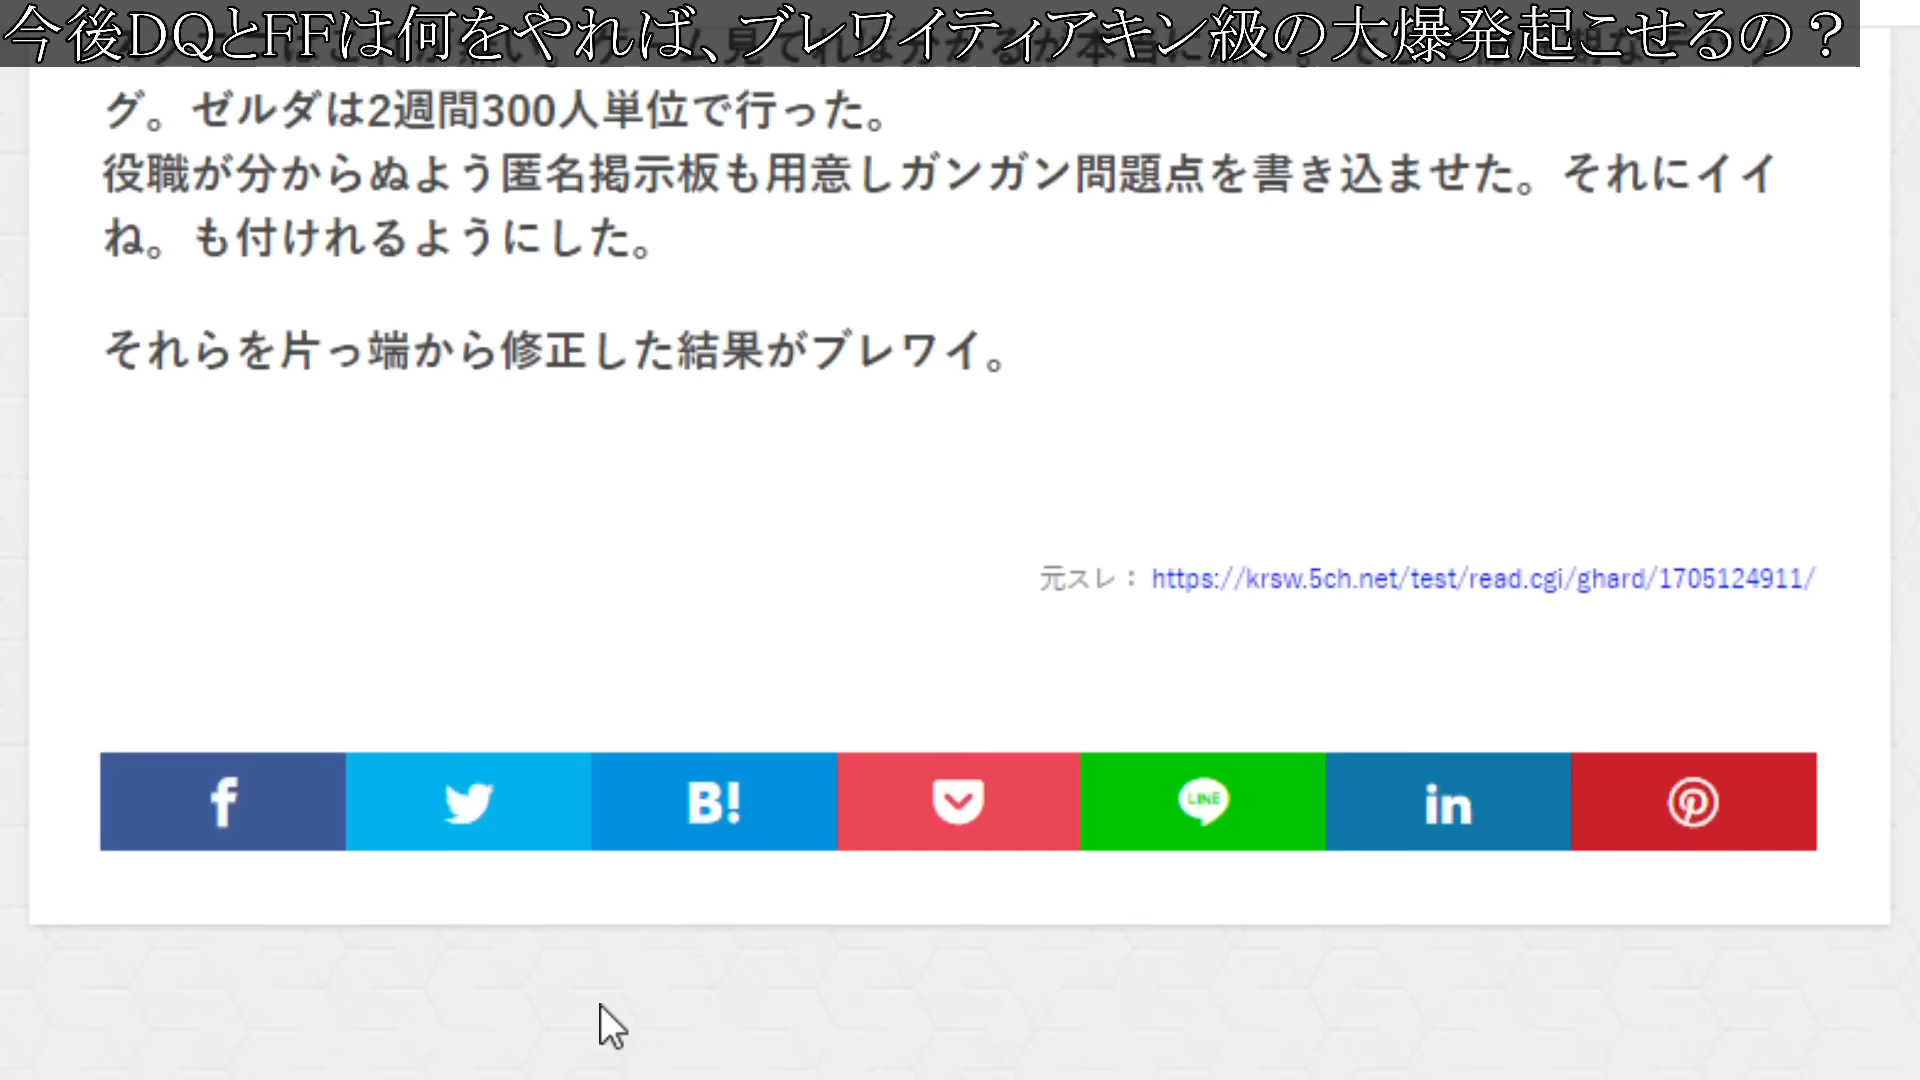 今後DQとFFは何をやれば、ブレワイティアキン級の大爆発起こせるの？
グ。ゼルダは2週間300人単位で行った。
役職が分からぬよう匿名掲示板も用意しガンガン問題点を書き込ませた。それにイイ
ね。も付けれるようにした。
それらを片っ端から修正した結果がブレワイ。
元スレ： https://krsw.5ch.net/test/read.cgi/ghard/1705124911/
f
B!
LINE
in